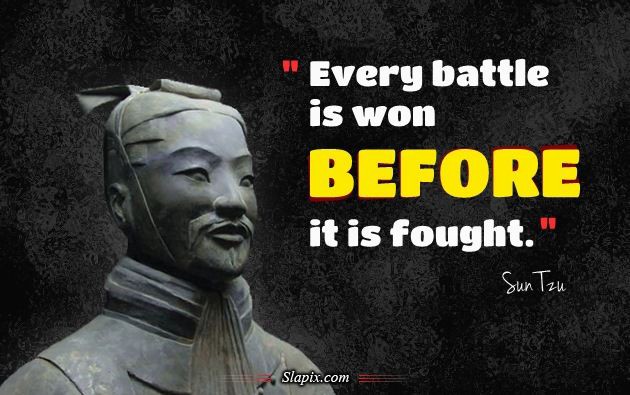 " Every battle
is won
BEFORE
it is fought."
Sun Tzu
Slapix.com